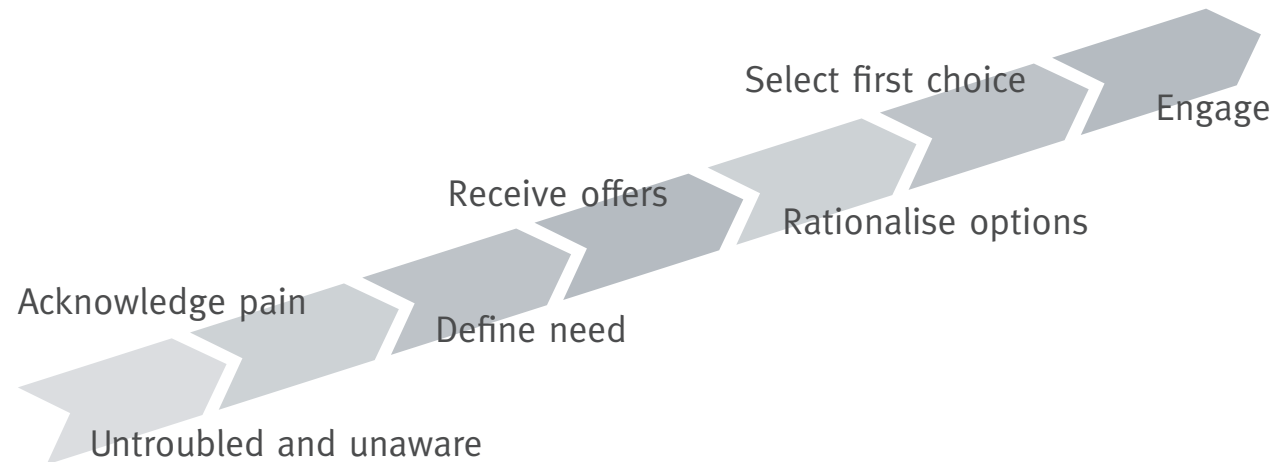 Select first choice
Engage
Receive offers
Rationalise options
Acknowledge pain
Define need
Untroubled and unaware